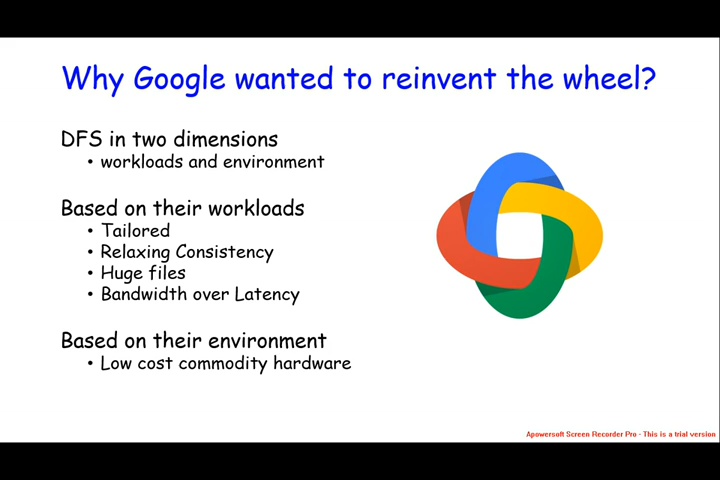 Why Google wanted to reinvent the wheel?
DFS in two dimensions
• workloads and environment
Based on their workloads
• Tailored
• Relaxing Consistency
• Huge files
• Bandwidth over Latency
Based on their environment
• Low cost commodity hardware
Apowersoft Screen Recorder Pro - This is a trial version